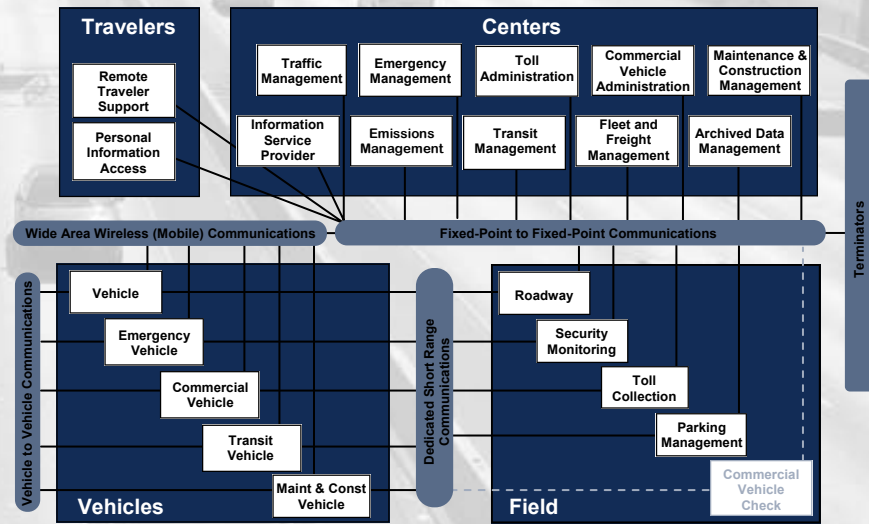 Travelers
Centers
Remote
Traveler
Support
Personal
Information
Access
Traffic
Management
Emergency
Management
Toll
Administration
Commercial
Vehicle
Administration
Maintenance &
Construction
Management
Information
Service
Provider
Emissions
Management
Transit
Management
Fleet and
Freight
Management
Archived Data
Management
Terminators
Wide Area Wireless (Mobile) Communications
Fixed-Point to Fixed-Point Communications
Vehicle to Vehicle Communications
Vehicle
Emergency
Vehicle
Commercial
Vehicle
Transit
Vehicle
Maint & Const
Vehicle
Vehicles
Dedicated Short Range
Communications
Roadway
Security
Monitoring
Toll
Collection
Parking
Management
Commercial
Vehicle
Check
Field